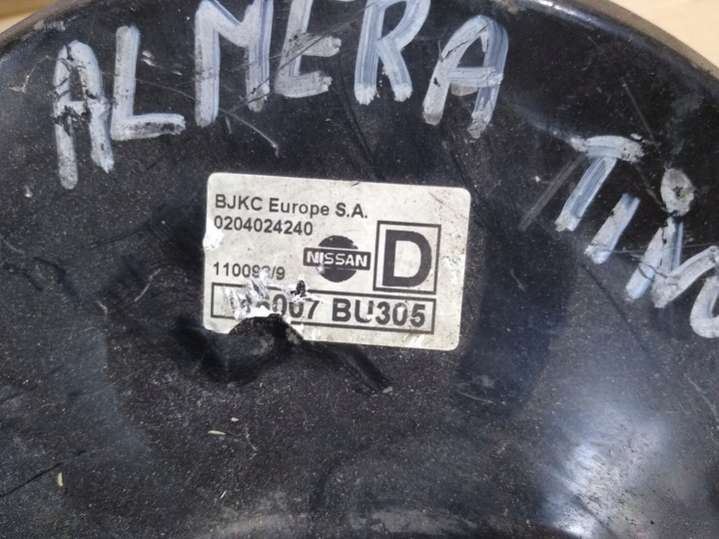 ALMERA
TINO
BJKC Europe S.A.
0204024240
NISSAN
D
BU305